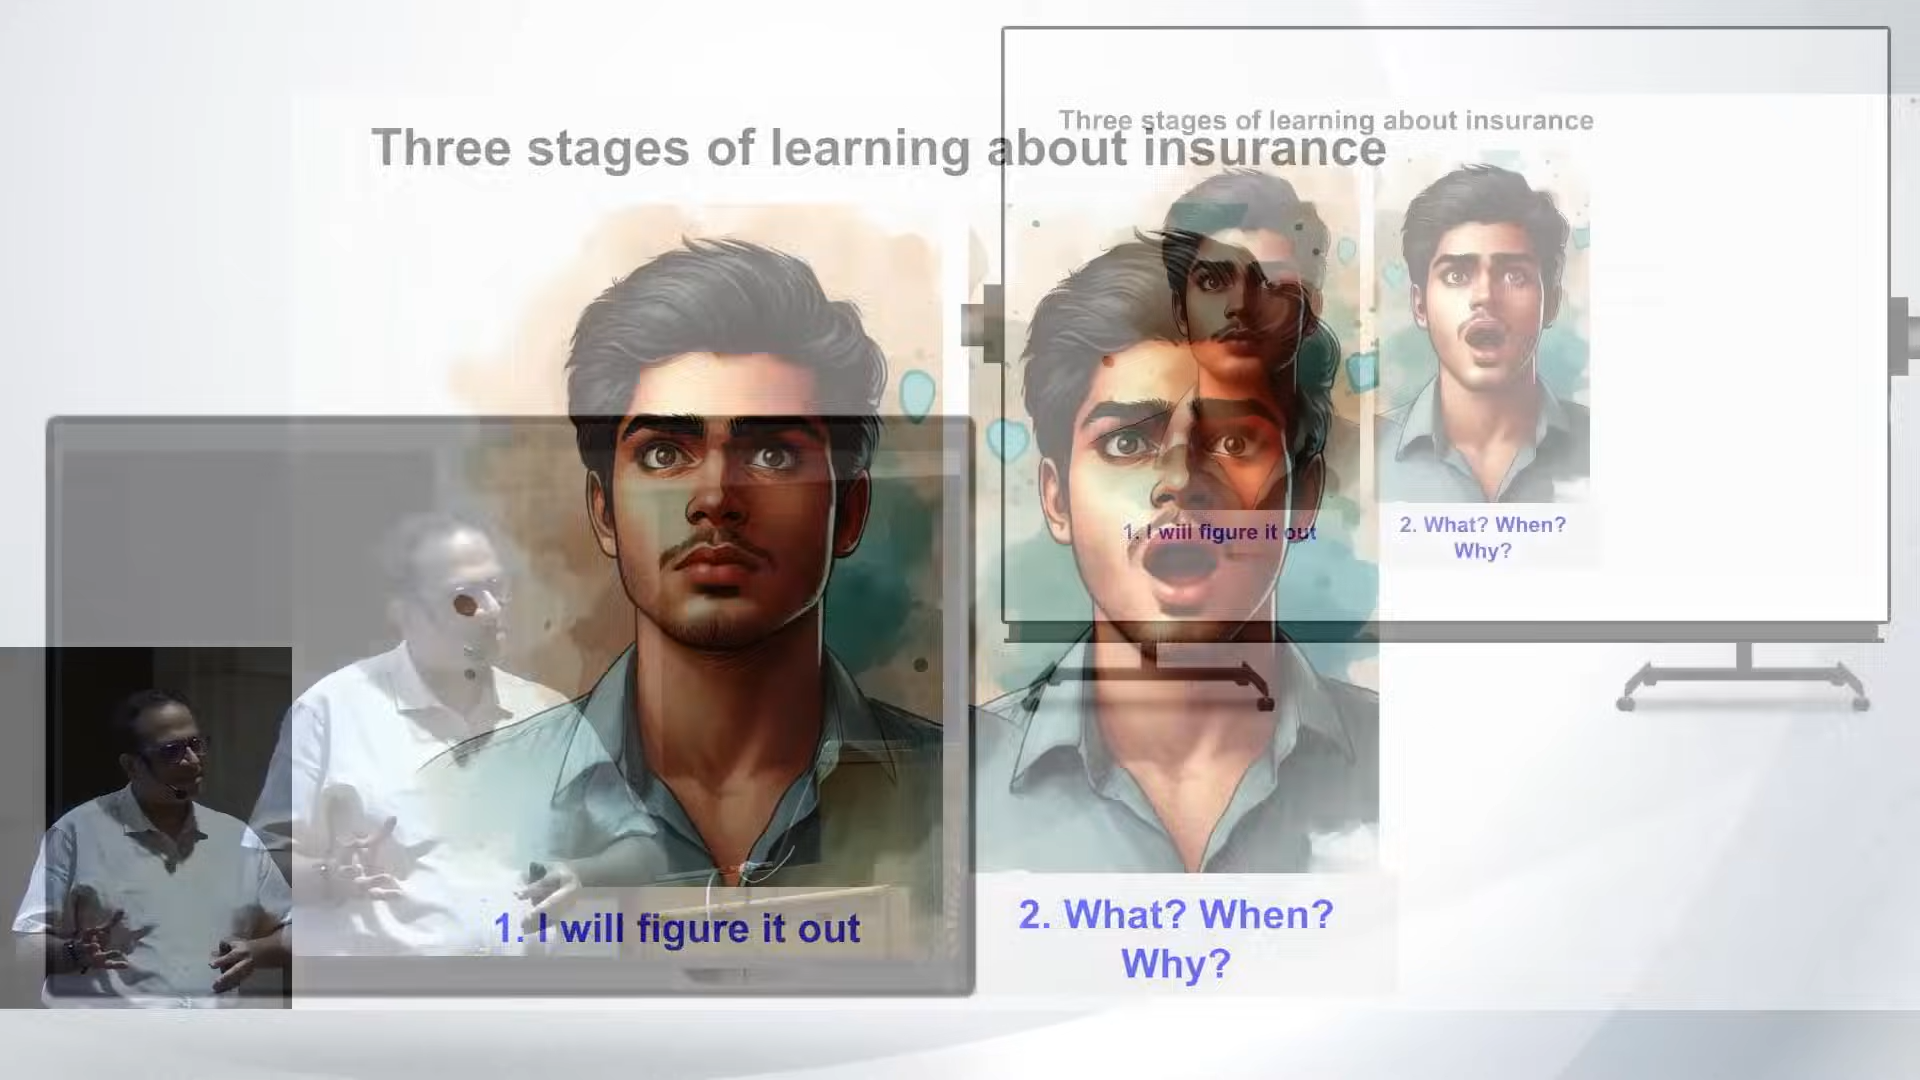 Three stages of learning about insurance
1. I will figure it out
2. What? When?
Why?
Three stages of learning about insurance
1. I will figure it out
2. What? When?
Why?